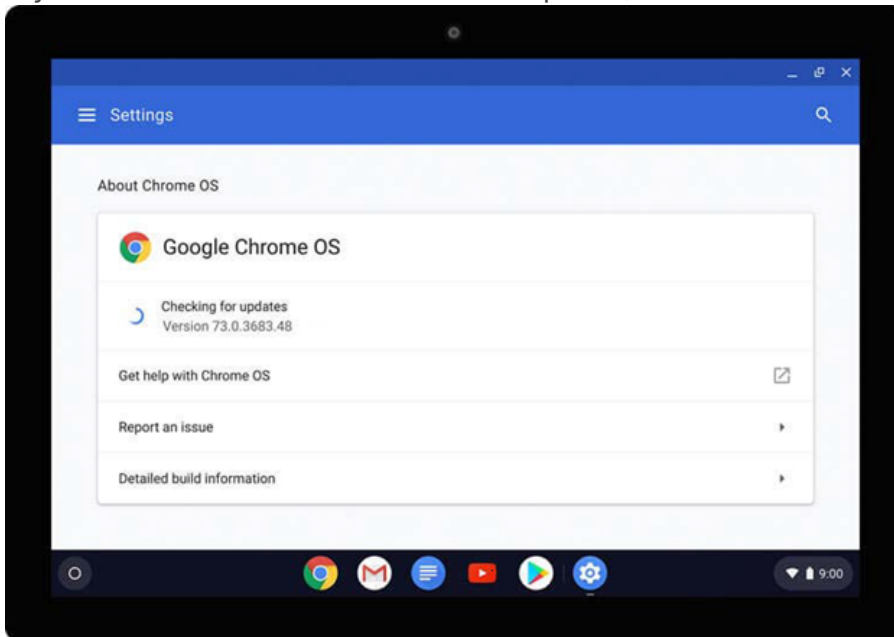 Settings
About Chrome OS
Google Chrome OS
Checking for updates
Version 73.0.3683.48
Get help with Chrome OS
Report an issue
Detailed build information
9:00